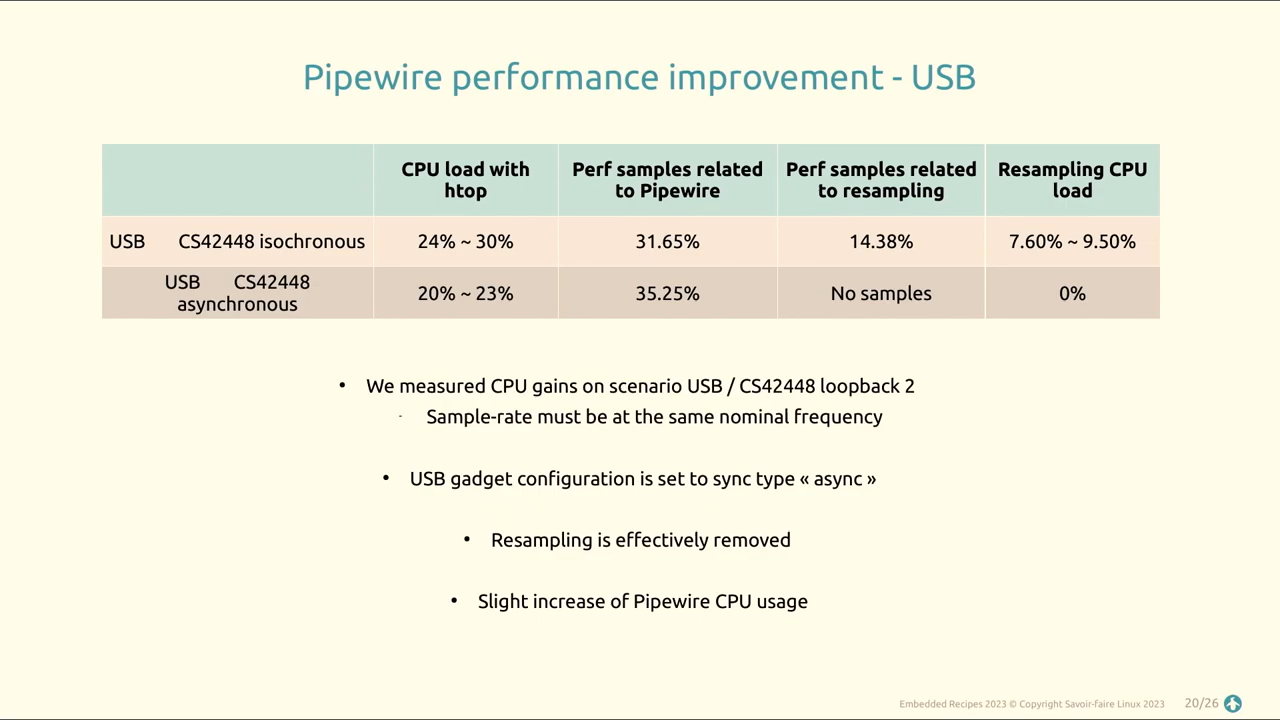 Pipewire performance improvement - USB
CPU load with
htop
Perf samples related
to Pipewire
Perf samples related
to resampling
Resampling CPU
load
USB CS42448 isochronous
24% ~ 30%
31.65%
14.38%
7.60% ~ 9.50%
USB CS42448
asynchronous
20% ~ 23%
35.25%
No samples
0%
• We measured CPU gains on scenario USB / CS42448 loopback 2
- Sample-rate must be at the same nominal frequency
• USB gadget configuration is set to sync type « async »
• Resampling is effectively removed
• Slight increase of Pipewire CPU usage
Embedded Recipes 2023 © Copyright Savoir-faire Linux 2023 20/26